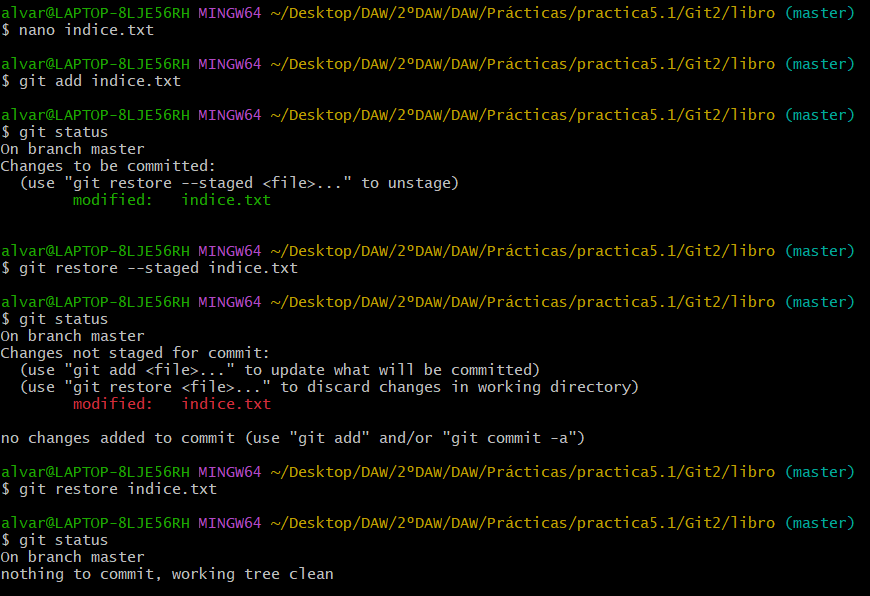 alvar@LAPTOP-8LJE56RH MINGW64 ~/Desktop/DAW/2ºDAW/DAW/Prácticas/practica5.1/Git2/libro (master)
$ nano indice.txt
alvar@LAPTOP-8LJE56RH MINGW64 ~/Desktop/DAW/2ºDAW/DAW/Prácticas/practica5.1/Git2/libro (master)
$ git add indice.txt
alvar@LAPTOP-8LJE56RH MINGW64 ~/Desktop/DAW/2ºDAW/DAW/Prácticas/practica5.1/Git2/libro (master)
$ git status
On branch master
Changes to be committed:
  (use "git restore --staged <file>..." to unstage)
        modified:   indice.txt
alvar@LAPTOP-8LJE56RH MINGW64 ~/Desktop/DAW/2ºDAW/DAW/Prácticas/practica5.1/Git2/libro (master)
$ git restore --staged indice.txt
alvar@LAPTOP-8LJE56RH MINGW64 ~/Desktop/DAW/2ºDAW/DAW/Prácticas/practica5.1/Git2/libro (master)
$ git status
On branch master
Changes not staged for commit:
  (use "git add <file>..." to update what will be committed)
  (use "git restore <file>..." to discard changes in working directory)
        modified:   indice.txt
no changes added to commit (use "git add" and/or "git commit -a")
alvar@LAPTOP-8LJE56RH MINGW64 ~/Desktop/DAW/2ºDAW/DAW/Prácticas/practica5.1/Git2/libro (master)
$ git restore indice.txt
alvar@LAPTOP-8LJE56RH MINGW64 ~/Desktop/DAW/2ºDAW/DAW/Prácticas/practica5.1/Git2/libro (master)
$ git status
On branch master
nothing to commit, working tree clean